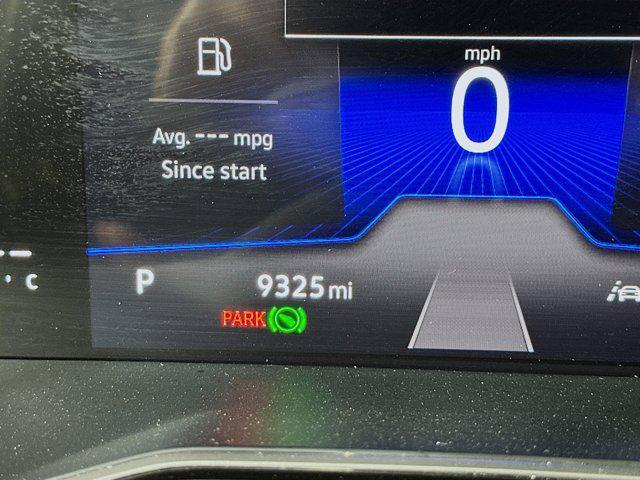 mph
0
Avg. --- mpg
Since start
C
P
9325 mi
PARK